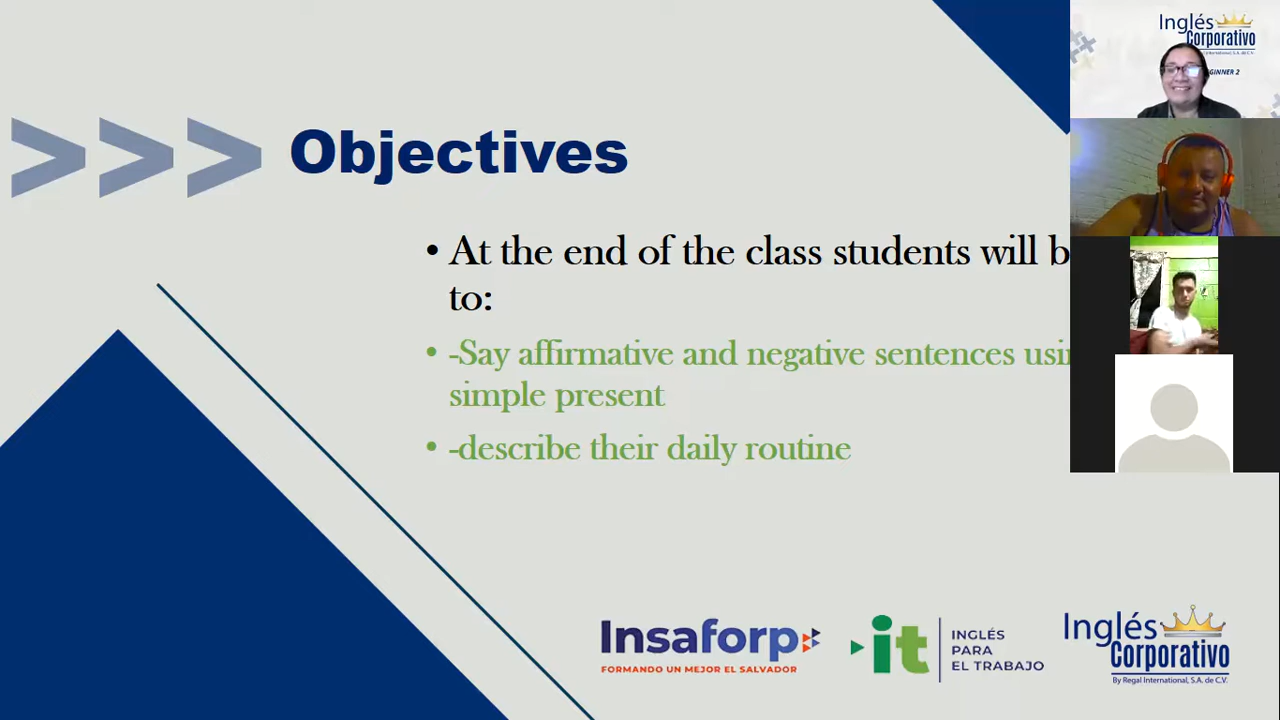 Objectives
• At the end of the class students will b
to:
• -Say affirmative and negative sentences usi
simple present
• -describe their daily routine
Insaforp
FORMANDO UN MEJOR EL SALVADOR
it
INGLÉS
PARA
EL TRABAJO
Inglés
Corporativo
By Regal International, S.A. de C.V.
Inglés
Corporativo
GINNER 2